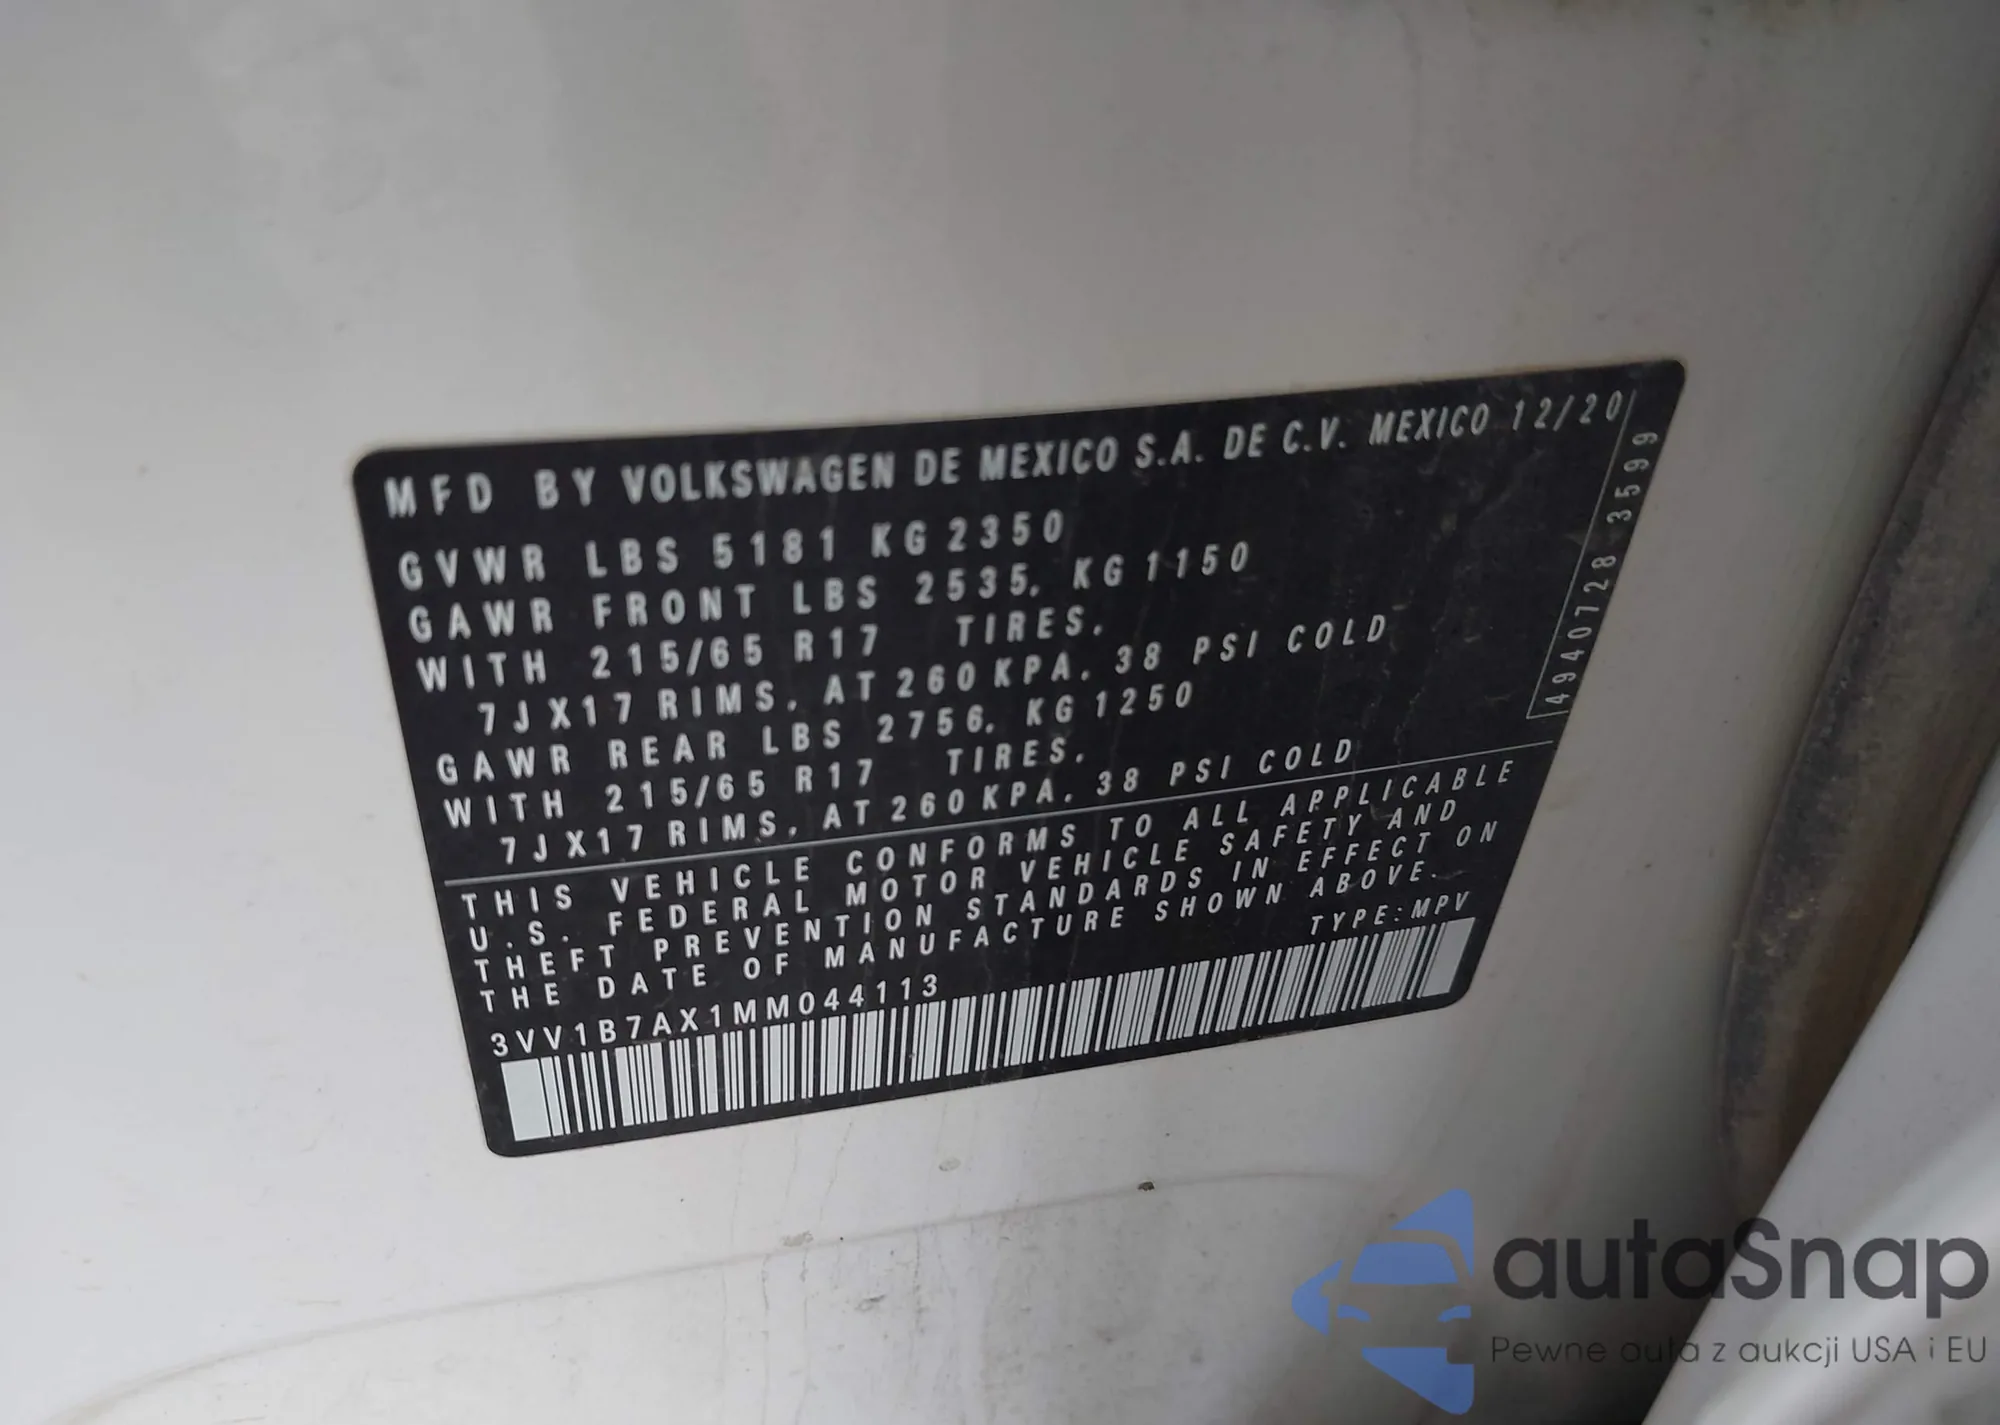 MFD BY VOLKSWAGEN DE MEXICO S.A. DE C.V. MEXICO 12/20
GVWR LBS 5181 KG 2350
GAWR FRONT LBS 2535, KG 1150
WITH 215/65 R17 TIRES,
7JX17 RIMS, AT 260 KPA, 38 PSI COLD
GAWR REAR LBS 2756, KG 1250
WITH 215/65 R17 TIRES,
7JX17 RIMS, AT 260 KPA, 38 PSI COLD
4940728 3599
THIS VEHICLE CONFORMS TO ALL APPLICABLE
U.S. FEDERAL MOTOR VEHICLE SAFETY AND
THEFT PREVENTION STANDARDS IN EFFECT ON
THE DATE OF MANUFACTURE SHOWN ABOVE.
TYPE:MPV
3VV1B7AX1MM044113
autaSnap
Pewne auta z aukcji USA i EU